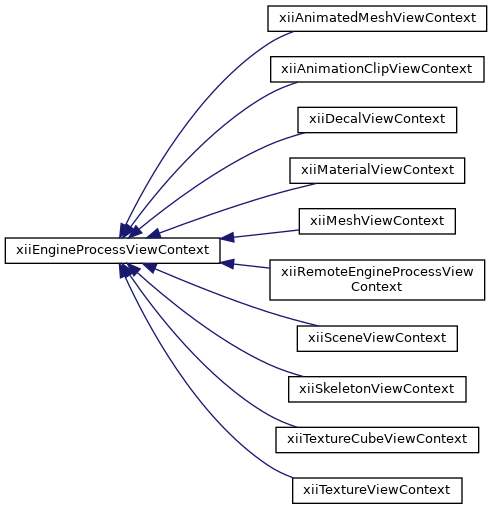 xiiAnimatedMeshViewContext
xiiAnimationClipViewContext
xiiDecalViewContext
xiiMaterialViewContext
xiiMeshViewContext
xiiEngineProcessViewContext
xiiRemoteEngineProcessView
Context
xiiSceneViewContext
xiiSkeletonViewContext
xiiTextureCubeViewContext
xiiTextureViewContext